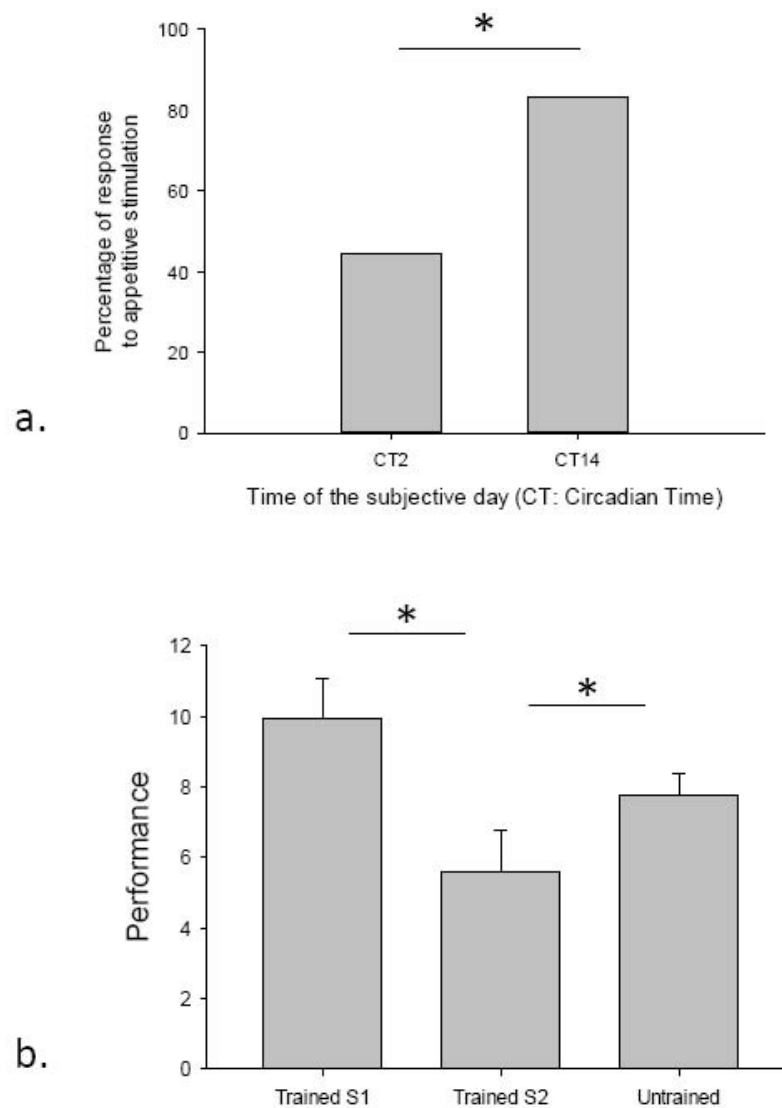 100
80
60
40
20
0
Percentage of response
to appetitive stimulation
*
CT2 CT14
Time of the subjective day (CT: Circadian Time)
a.
12
10
8
6
4
2
0
Performance
*
*
Trained S1 Trained S2 Untrained
b.